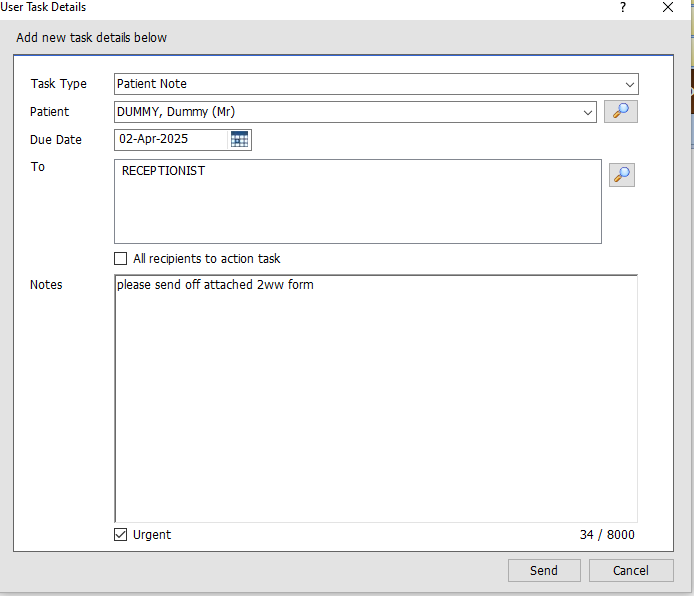 User Task Details
?
Add new task details below
Task Type Patient Note
Patient DUMMY, Dummy (Mr)
Due Date 02-Apr-2025
To RECEPTIONIST
All recipients to action task
Notes please send off attached 2ww form
Urgent 34 / 8000
Send Cancel